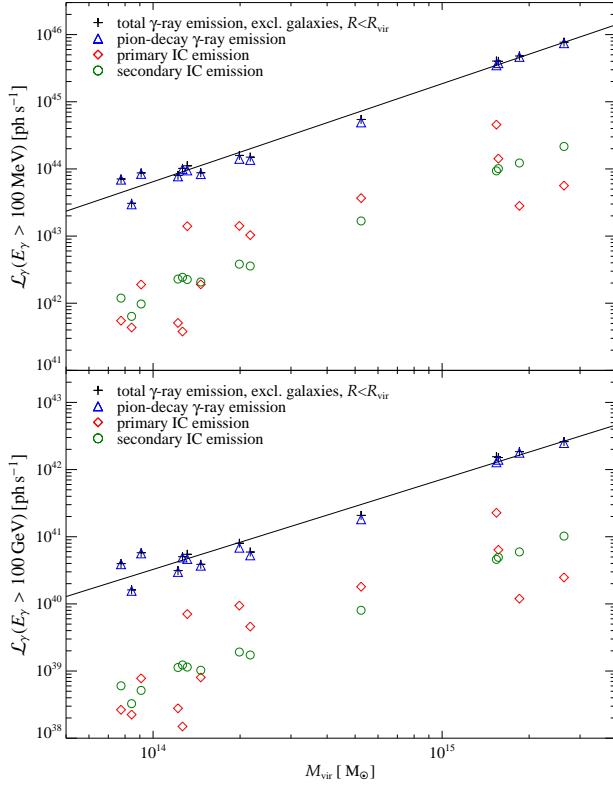 total γ-ray emission, excl. galaxies, R<R_vir
pion-decay γ-ray emission
primary IC emission
secondary IC emission
10^46
10^45
10^44
10^43
10^42
10^41
ℒ_γ(E_γ > 100 MeV) [ph s^−1]
total γ-ray emission, excl. galaxies, R<R_vir
pion-decay γ-ray emission
primary IC emission
secondary IC emission
10^43
10^42
10^41
10^40
10^39
10^38
ℒ_γ(E_γ > 100 GeV) [ph s^−1]
10^14
10^15
M_vir [ M_⊙]